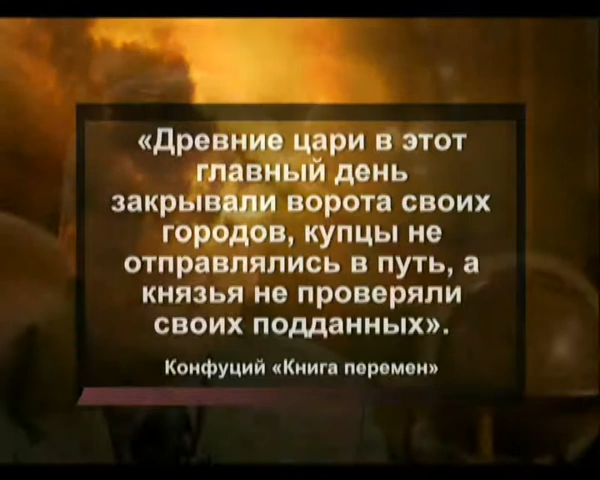 «Древние цари в этот
главный день
закрывали ворота своих
городов, купцы не
отправлялись в путь, а
князья не проверяли
своих подданных».
Конфуций «Книга перемен»